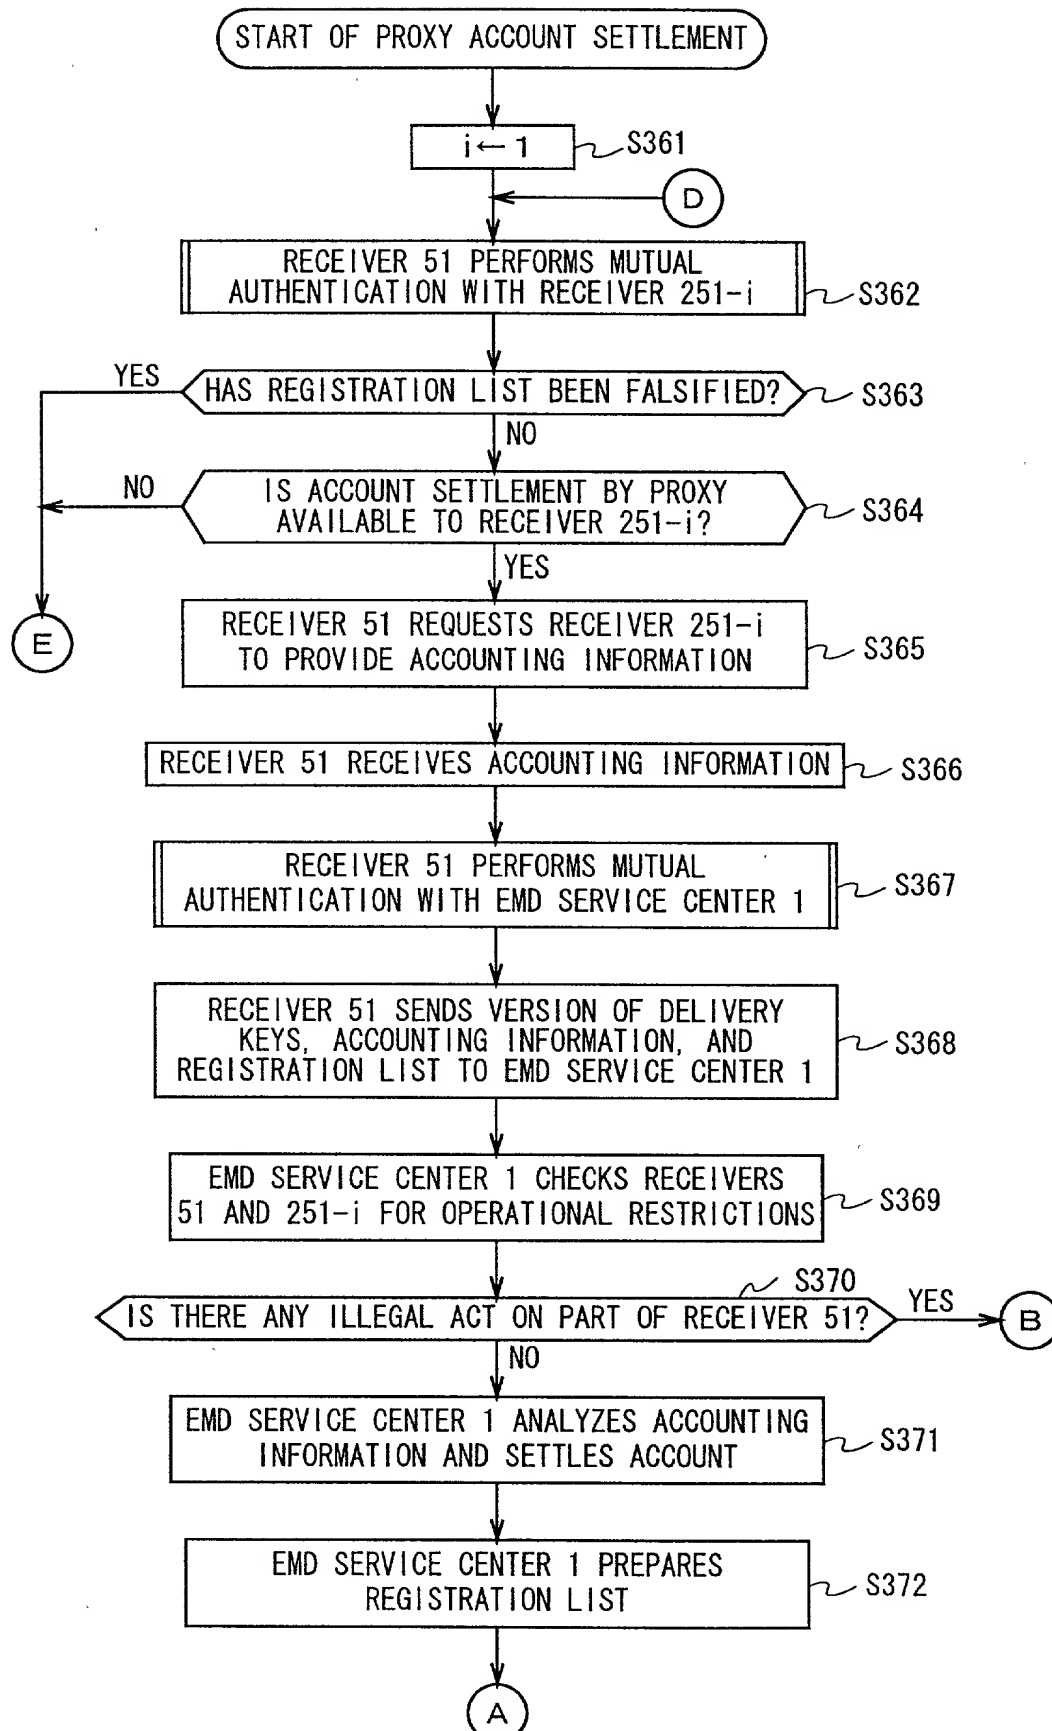 START OF PROXY ACCOUNT SETTLEMENT
i ← 1
S361
D
RECEIVER 51 PERFORMS MUTUAL
AUTHENTICATION WITH RECEIVER 251-i
S362
YES
HAS REGISTRATION LIST BEEN FALSIFIED?
S363
NO
NO
IS ACCOUNT SETTLEMENT BY PROXY
AVAILABLE TO RECEIVER 251-i?
S364
YES
E
RECEIVER 51 REQUESTS RECEIVER 251-i
TO PROVIDE ACCOUNTING INFORMATION
S365
RECEIVER 51 RECEIVES ACCOUNTING INFORMATION
S366
RECEIVER 51 PERFORMS MUTUAL
AUTHENTICATION WITH EMD SERVICE CENTER 1
S367
RECEIVER 51 SENDS VERSION OF DELIVERY
KEYS, ACCOUNTING INFORMATION, AND
REGISTRATION LIST TO EMD SERVICE CENTER 1
S368
EMD SERVICE CENTER 1 CHECKS RECEIVERS
51 AND 251-i FOR OPERATIONAL RESTRICTIONS
S369
S370
IS THERE ANY ILLEGAL ACT ON PART OF RECEIVER 51?
YES
B
NO
EMD SERVICE CENTER 1 ANALYZES ACCOUNTING
INFORMATION AND SETTLES ACCOUNT
S371
EMD SERVICE CENTER 1 PREPARES
REGISTRATION LIST
S372
A